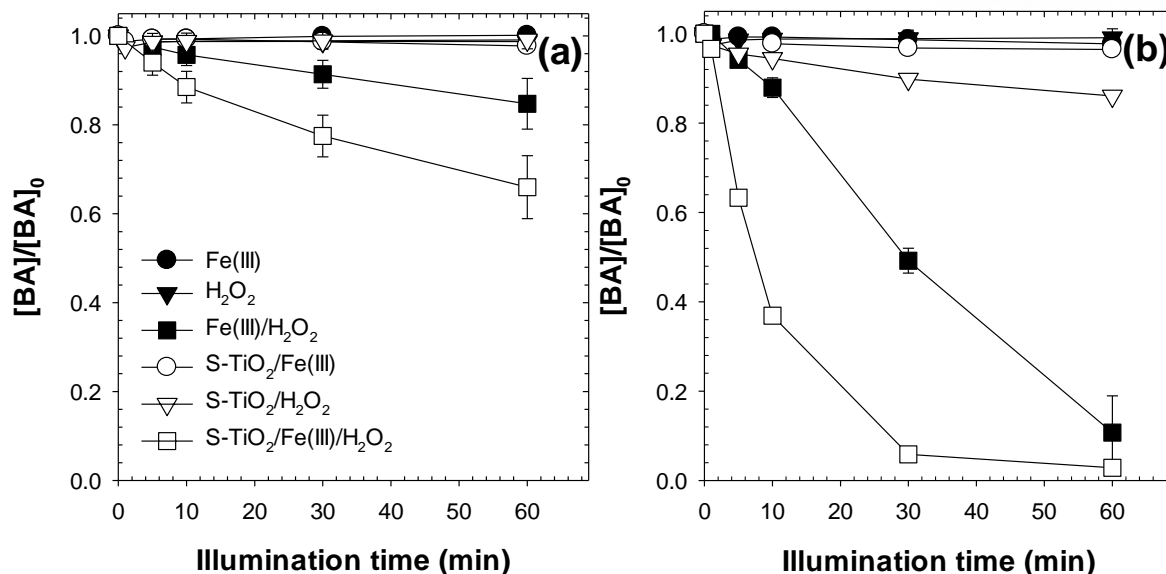 (a)
1.0
0.8
0.6
0.4
0.2
0.0
[BA]/[BA]₀
Fe(III)
H₂O₂
Fe(III)/H₂O₂
S-TiO₂/Fe(III)
S-TiO₂/H₂O₂
S-TiO₂/Fe(III)/H₂O₂
0 10 20 30 40 50 60
Illumination time (min)
(b)
1.0
0.8
0.6
0.4
0.2
0.0
[BA]/[BA]₀
0 10 20 30 40 50 60
Illumination time (min)